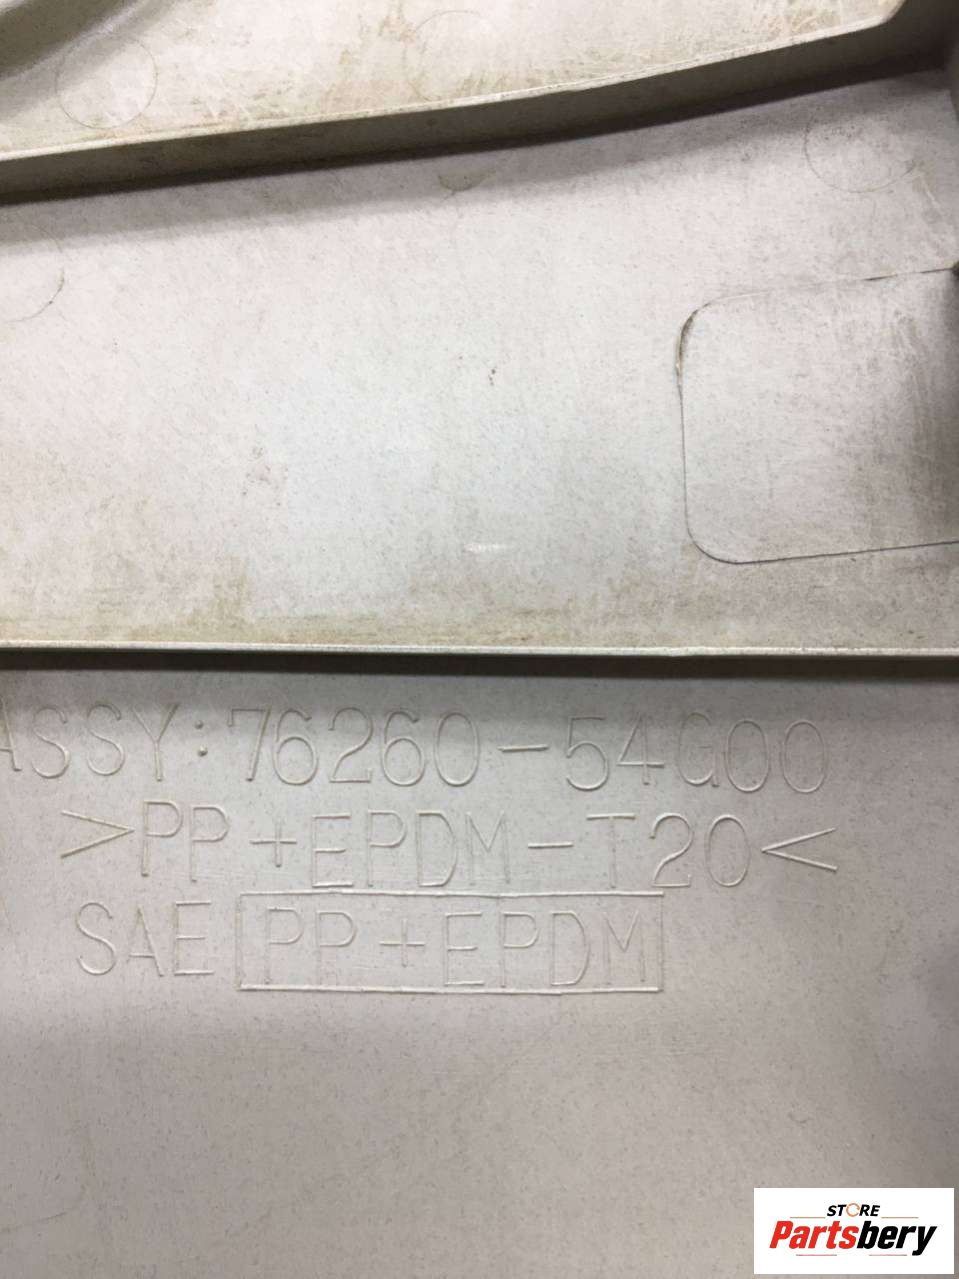 ASSY: 76260-54G00
>PP+EPDM-T20<
SAE PP+EPDM
STORE
Partsbery